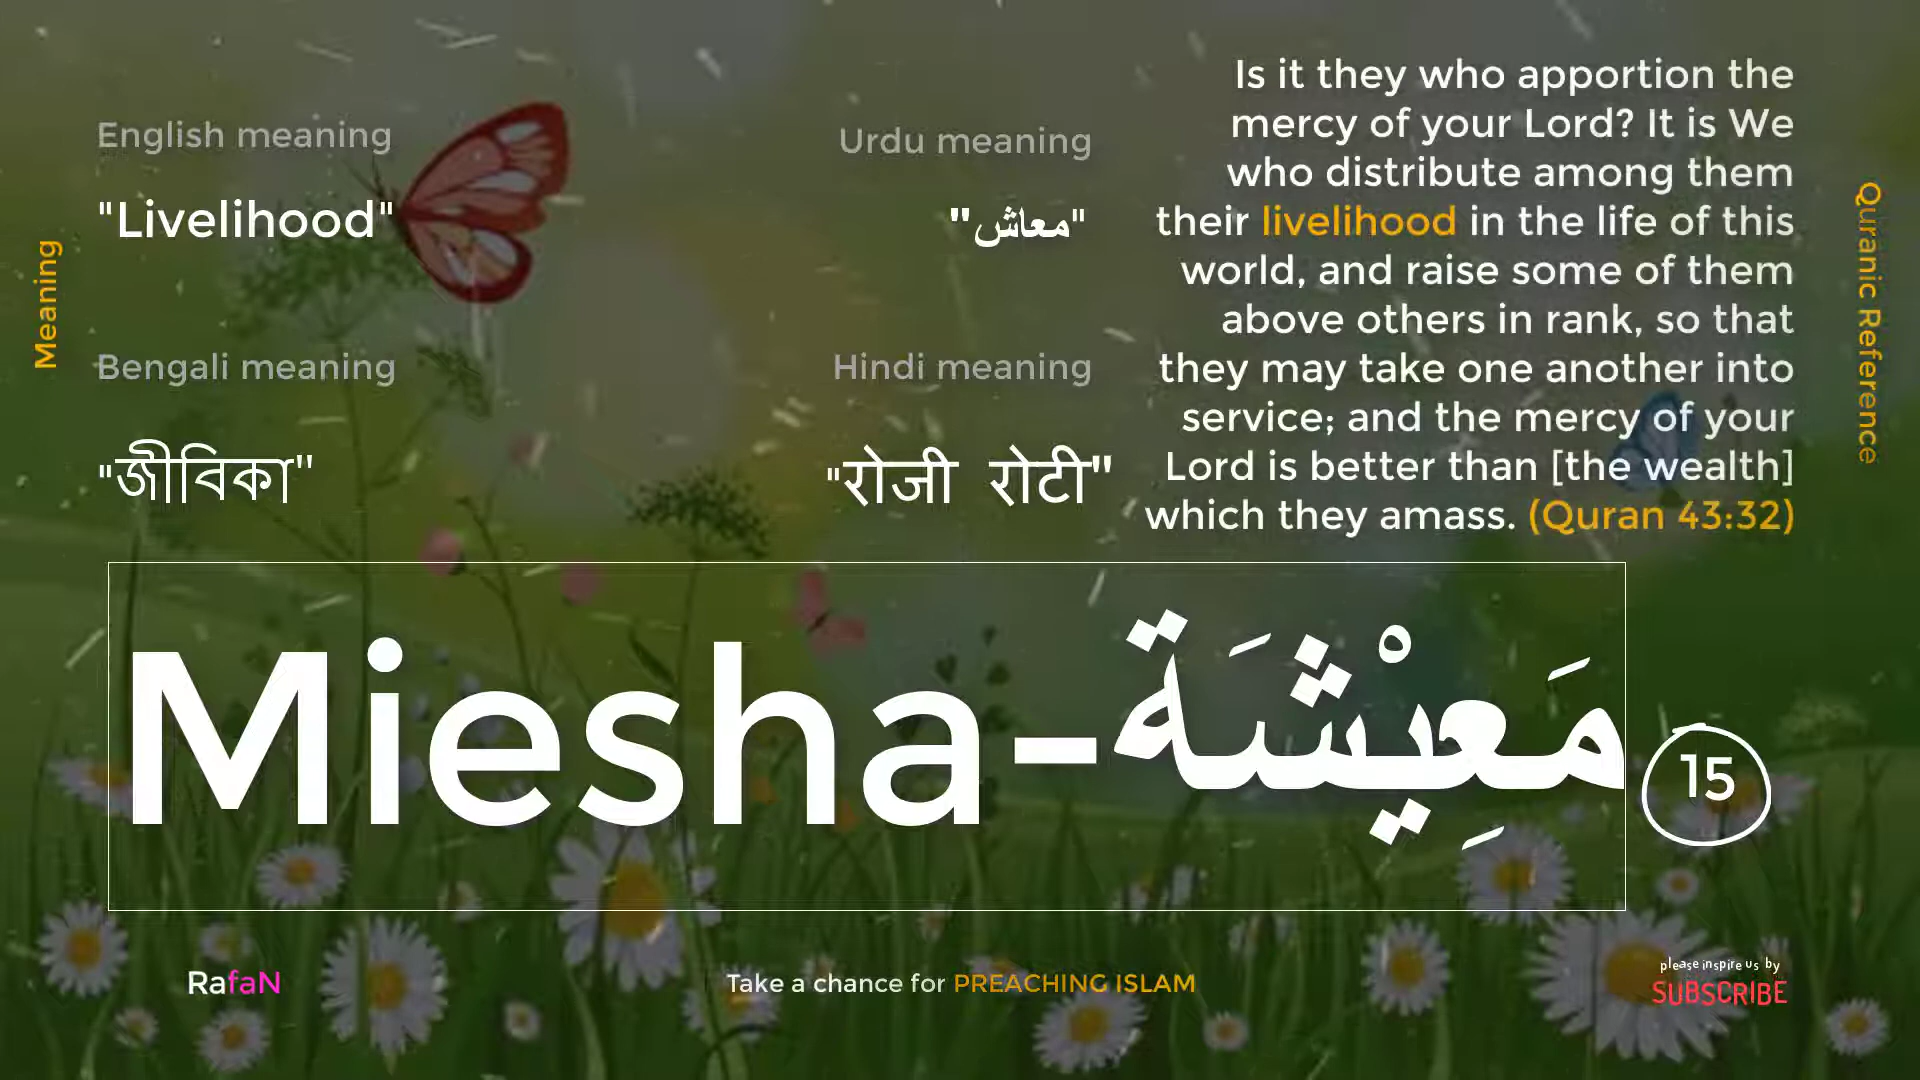 Meaning
English meaning
"Livelihood"
Urdu meaning
"معاش"
Bengali meaning
"জীবিকা"
Hindi meaning
"रोजी रोटी"
Is it they who apportion the
mercy of your Lord? It is We
who distribute among them
their livelihood in the life of this
world, and raise some of them
above others in rank, so that
they may take one another into
service; and the mercy of your
Lord is better than [the wealth]
which they amass. (Quran 43:32)
Quranic Reference
Miesha-مَعِيْشَة
15
RafaN
Take a chance for PREACHING ISLAM
please inspire us by
SUBSCRIBE